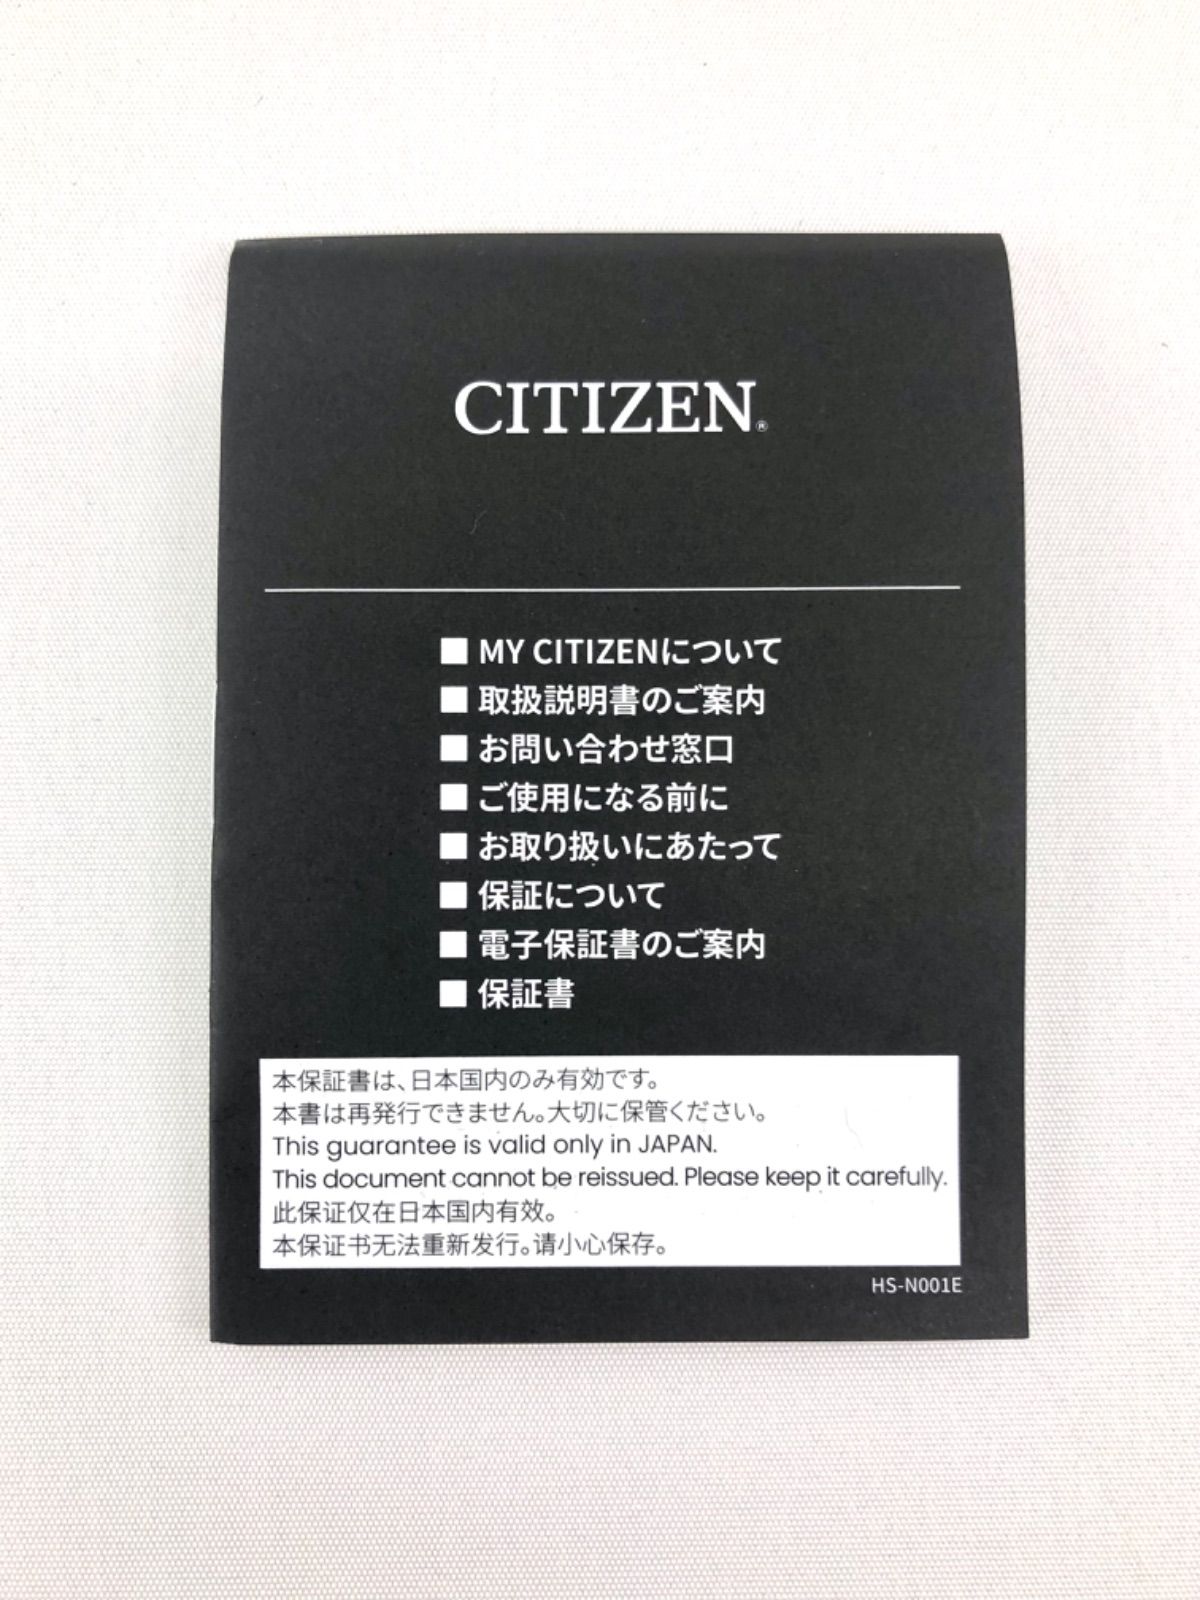 CITIZEN®
■ MY CITIZENについて
■ 取扱説明書のご案内
■ お問い合わせ窓口
■ ご使用になる前に
■ お取り扱いにあたって
■ 保証について
■ 電子保証書のご案内
■ 保証書
本保証書は、日本国内のみ有効です。
本書は再発行できません。大切に保管ください。
This guarantee is valid only in JAPAN.
This document cannot be reissued. Please keep it carefully.
此保证仅在日本国内有效。
本保证书无法重新发行。请小心保存。
HS-N001E